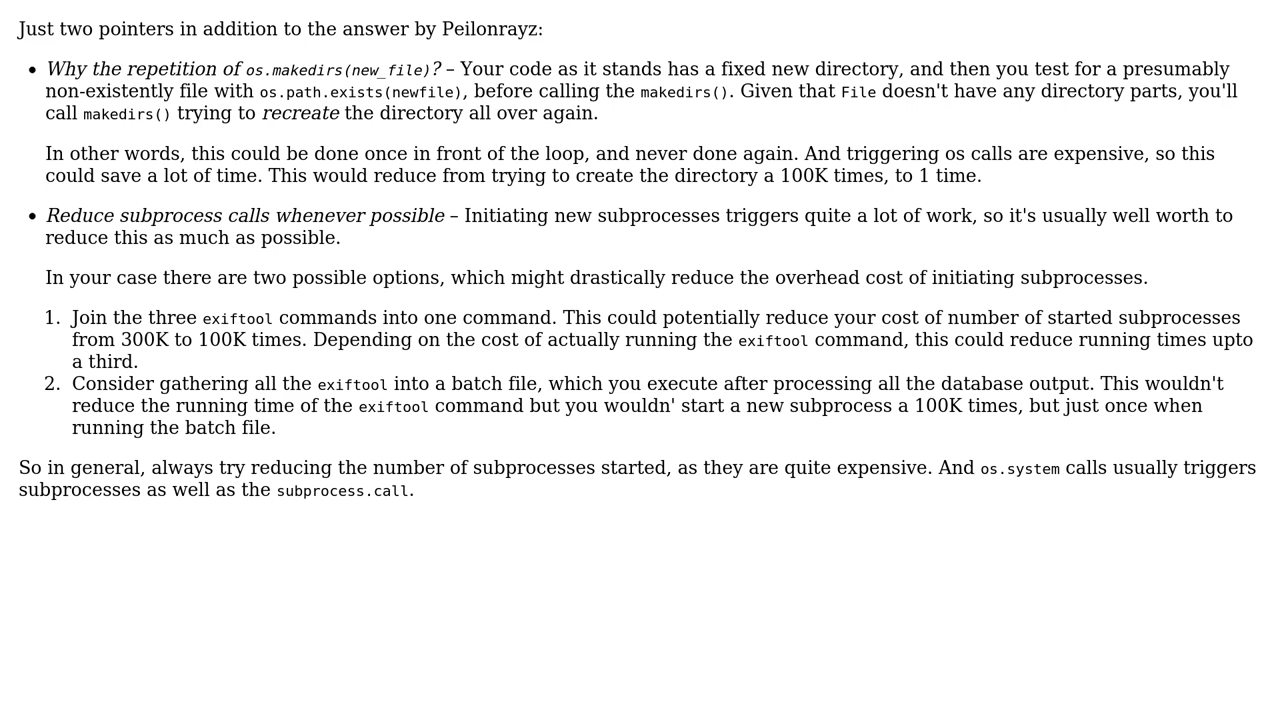 Just two pointers in addition to the answer by Peilonrayz:
• Why the repetition of os.makedirs(new_file)? – Your code as it stands has a fixed new directory, and then you test for a presumably
non-existently file with os.path.exists(newfile), before calling the makedirs(). Given that File doesn't have any directory parts, you'll
call makedirs() trying to recreate the directory all over again.
In other words, this could be done once in front of the loop, and never done again. And triggering os calls are expensive, so this
could save a lot of time. This would reduce from trying to create the directory a 100K times, to 1 time.
• Reduce subprocess calls whenever possible – Initiating new subprocesses triggers quite a lot of work, so it's usually well worth to
reduce this as much as possible.
In your case there are two possible options, which might drastically reduce the overhead cost of initiating subprocesses.
1. Join the three exiftool commands into one command. This could potentially reduce your cost of number of started subprocesses
from 300K to 100K times. Depending on the cost of actually running the exiftool command, this could reduce running times upto
a third.
2. Consider gathering all the exiftool into a batch file, which you execute after processing all the database output. This wouldn't
reduce the running time of the exiftool command but you wouldn' start a new subprocess a 100K times, but just once when
running the batch file.
So in general, always try reducing the number of subprocesses started, as they are quite expensive. And os.system calls usually triggers
subprocesses as well as the subprocess.call.